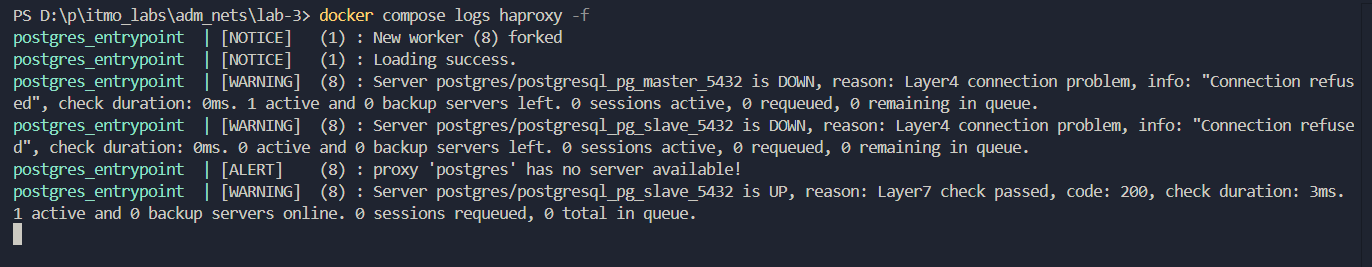 PS D:\p\itmo_labs\adm_nets\lab-3> docker compose logs haproxy -f
postgres_entrypoint  | [NOTICE]   (1) : New worker (8) forked
postgres_entrypoint  | [NOTICE]   (1) : Loading success.
postgres_entrypoint  | [WARNING]  (8) : Server postgres/postgresql_pg_master_5432 is DOWN, reason: Layer4 connection problem, info: "Connection refus
ed", check duration: 0ms. 1 active and 0 backup servers left. 0 sessions active, 0 requeued, 0 remaining in queue.
postgres_entrypoint  | [WARNING]  (8) : Server postgres/postgresql_pg_slave_5432 is DOWN, reason: Layer4 connection problem, info: "Connection refuse
d", check duration: 0ms. 0 active and 0 backup servers left. 0 sessions active, 0 requeued, 0 remaining in queue.
postgres_entrypoint  | [ALERT]    (8) : proxy 'postgres' has no server available!
postgres_entrypoint  | [WARNING]  (8) : Server postgres/postgresql_pg_slave_5432 is UP, reason: Layer7 check passed, code: 200, check duration: 3ms.
1 active and 0 backup servers online. 0 sessions requeued, 0 total in queue.